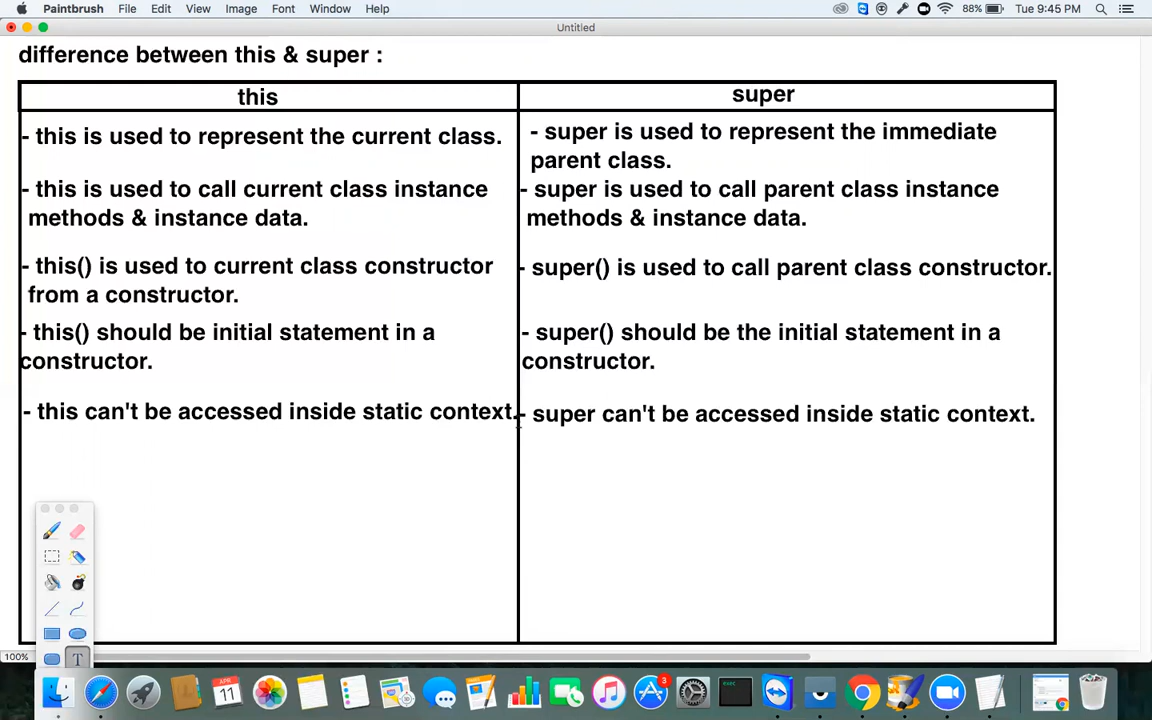 Paintbrush File Edit View Image Font Window Help 88% Tue 9:45 PM
Untitled
difference between this & super :
this
super
- this is used to represent the current class.
- super is used to represent the immediate
parent class.
- this is used to call current class instance
methods & instance data.
- super is used to call parent class instance
methods & instance data.
- this() is used to current class constructor
from a constructor.
- super() is used to call parent class constructor.
- this() should be initial statement in a
constructor.
- super() should be the initial statement in a
constructor.
- this can't be accessed inside static context.
- super can't be accessed inside static context.
T
100%
APR
11
3
exec